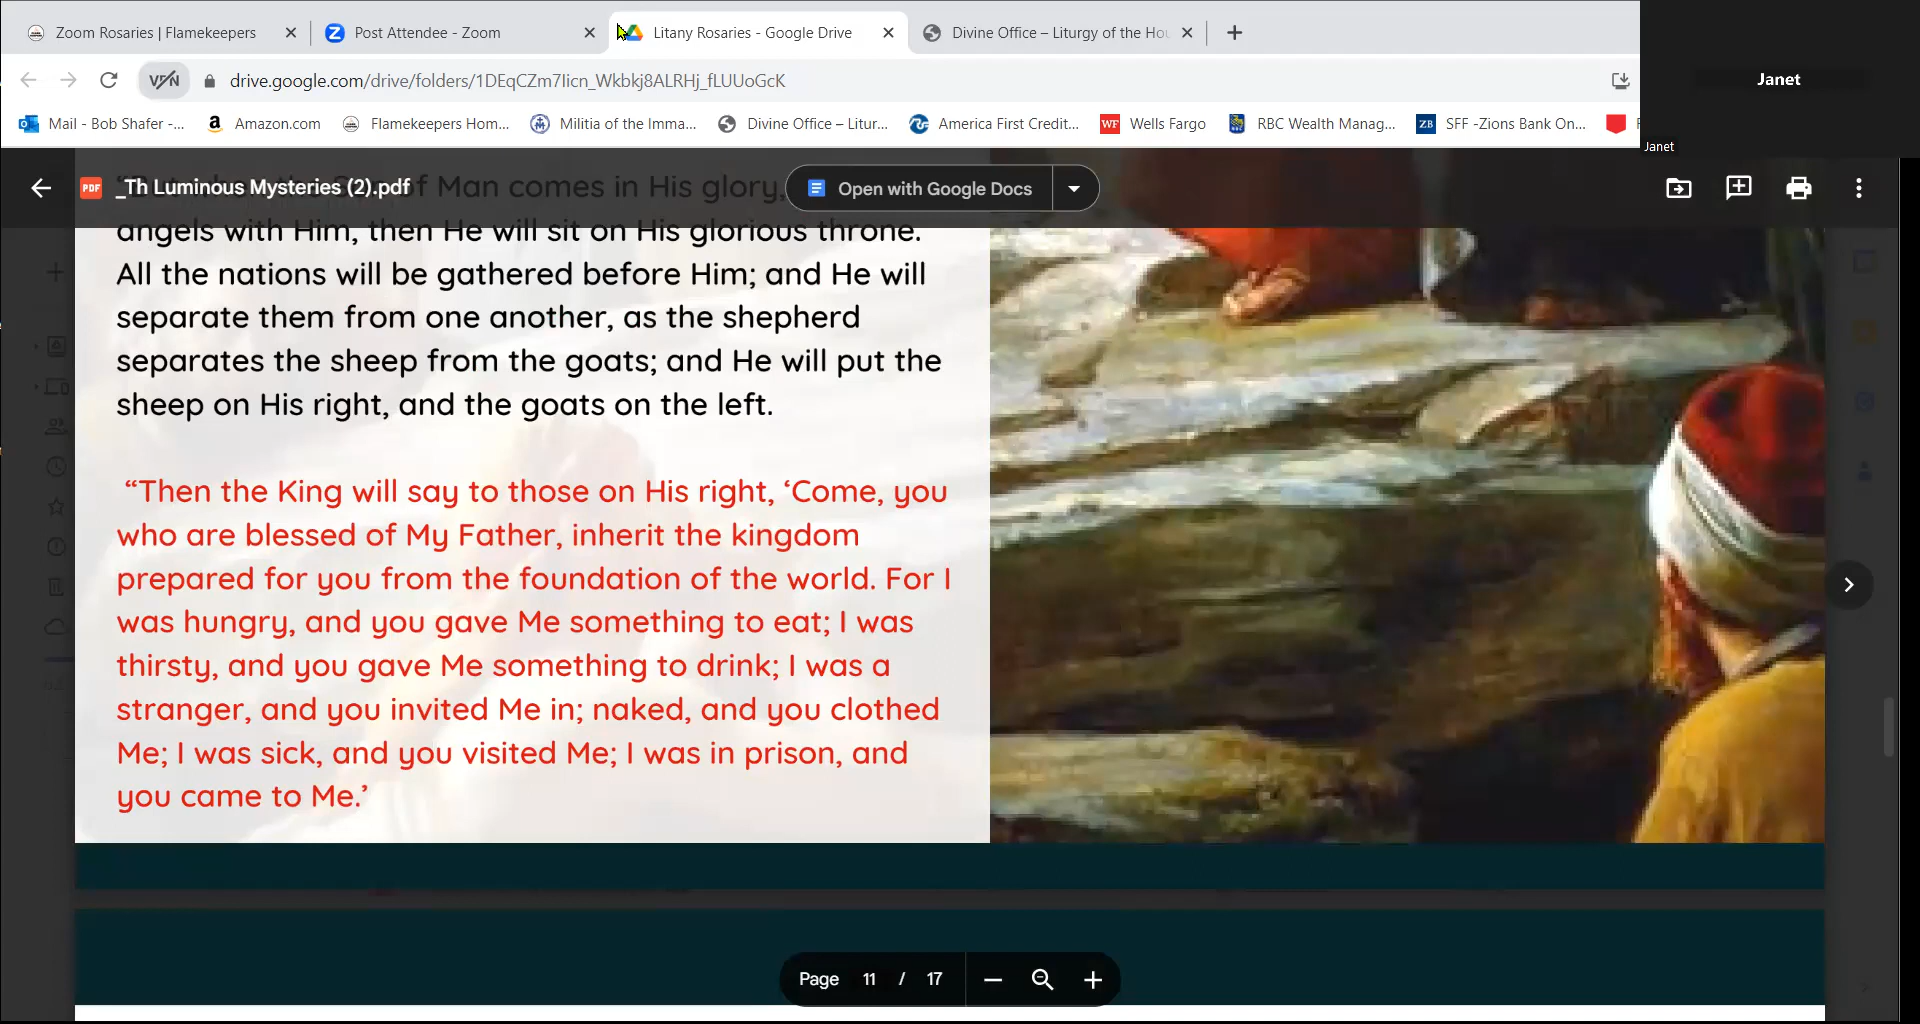 Zoom Rosaries | Flamekeepers
Post Attendee - Zoom
Litany Rosaries - Google Drive
Divine Office – Liturgy of the Hou
drive.google.com/drive/folders/1DEqCZm7Iicn_Wkbkj8ALRHj_fLUUoGcK
Janet
Mail - Bob Shafer -...
Amazon.com
Flamekeepers Hom...
Militia of the Imma...
Divine Office – Litur...
America First Credit...
Wells Fargo
RBC Wealth Manag...
SFF -Zions Bank On...
Janet
PDF _Th Luminous Mysteries (2).pdf
of Man comes in His glory,
Open with Google Docs
angels with Him, then He will sit on His glorious throne.
All the nations will be gathered before Him; and He will
separate them from one another, as the shepherd
separates the sheep from the goats; and He will put the
sheep on His right, and the goats on the left.
“Then the King will say to those on His right, ‘Come, you
who are blessed of My Father, inherit the kingdom
prepared for you from the foundation of the world. For I
was hungry, and you gave Me something to eat; I was
thirsty, and you gave Me something to drink; I was a
stranger, and you invited Me in; naked, and you clothed
Me; I was sick, and you visited Me; I was in prison, and
you came to Me.’
Page 11 / 17